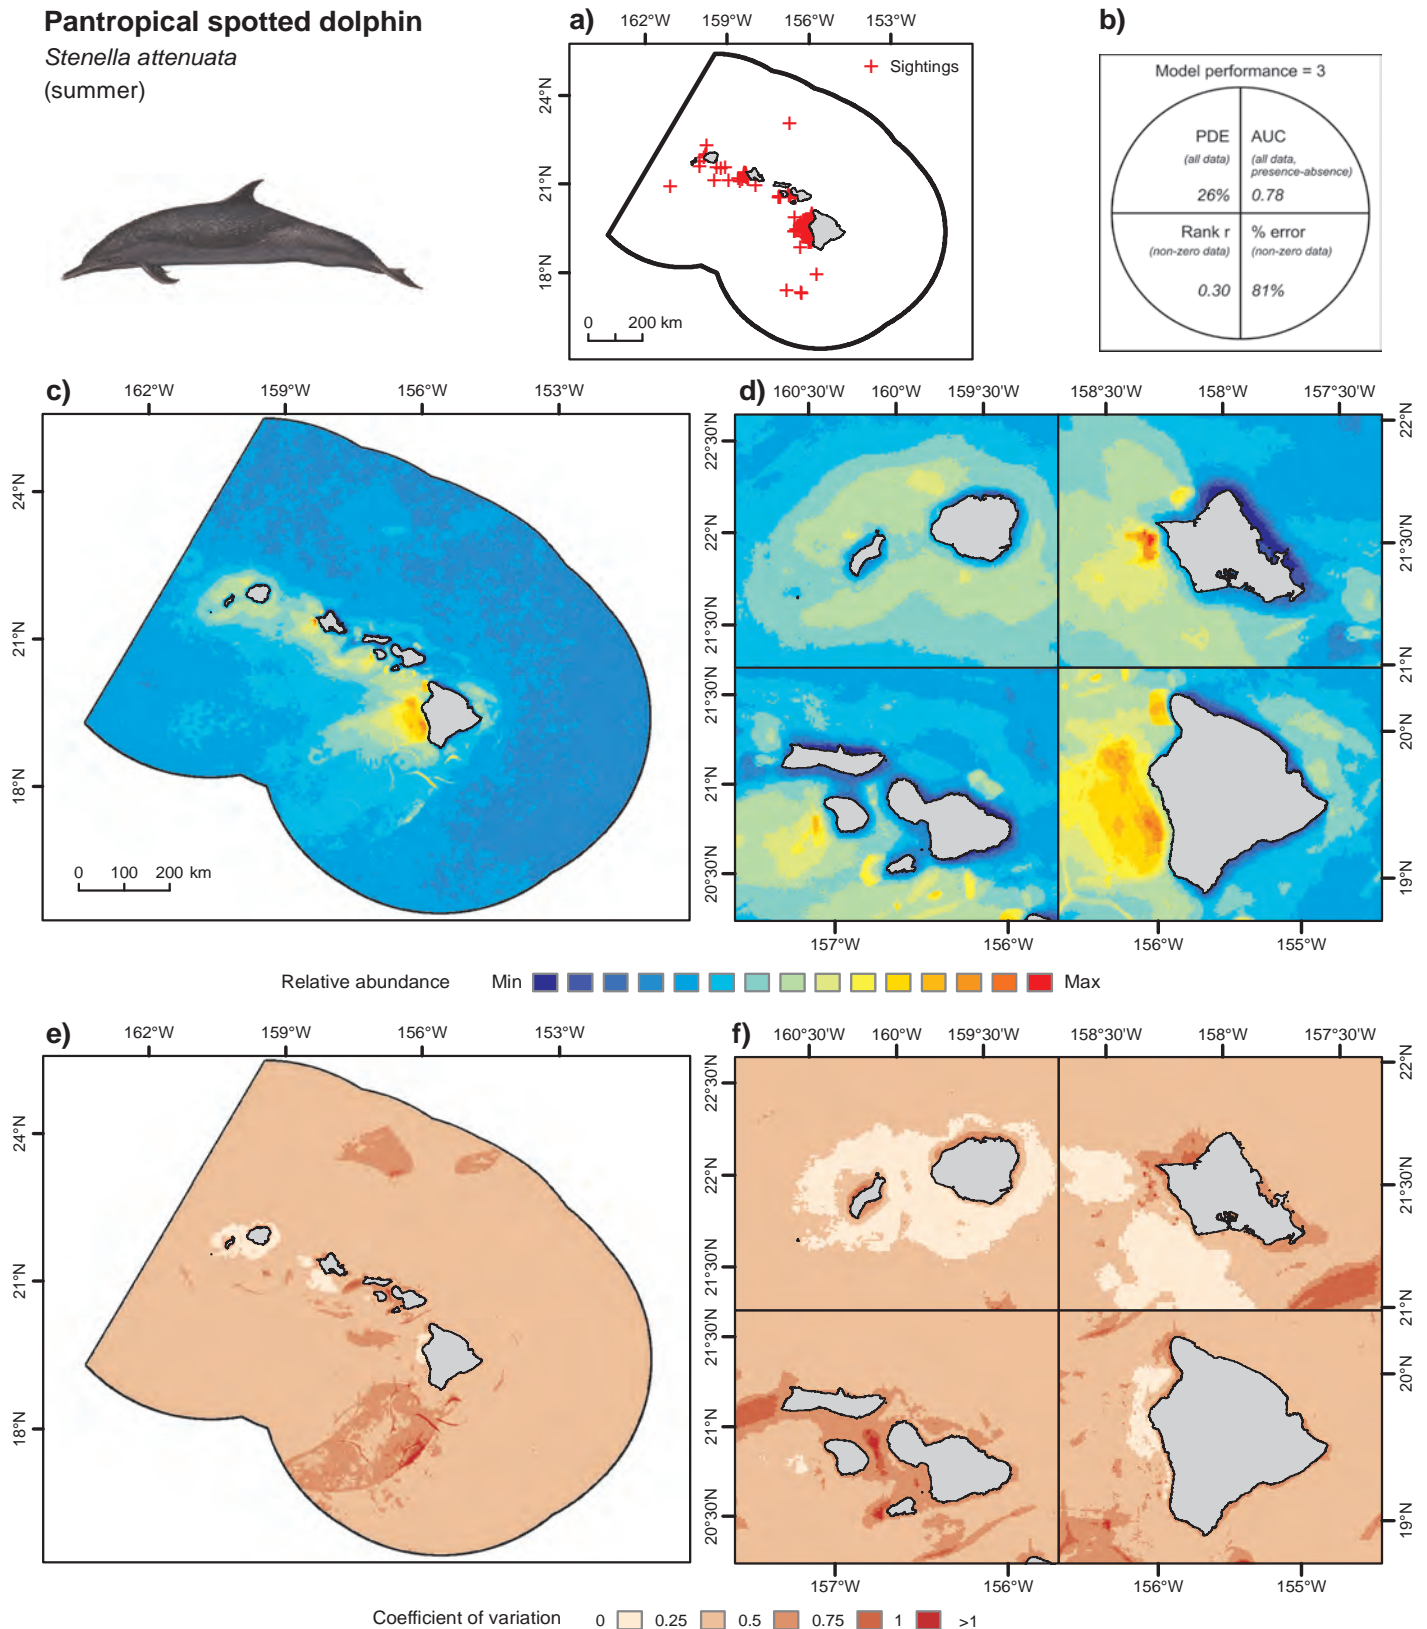 Pantropical spotted dolphin
Stenella attenuata
(summer)
a)
162°W 159°W 156°W 153°W
24°N
21°N
18°N
Sightings
0 200 km
b)
Model performance = 3
PDE
(all data)
26%
AUC
(all data,
presence-absence)
0.78
Rank r
(non-zero data)
0.30
% error
(non-zero data)
81%
c)
162°W 159°W 156°W 153°W
24°N
21°N
18°N
0 100 200 km
d)
160°30'W 160°W 159°30'W 158°30'W 158°W 157°30'W
22°30'N
22°N
21°30'N
22°N
21°30'N
21°N
21°30'N
21°N
20°30'N
20°N
19°N
157°W 156°W 156°W 155°W
Relative abundance Min Max
e)
162°W 159°W 156°W 153°W
24°N
21°N
18°N
f)
160°30'W 160°W 159°30'W 158°30'W 158°W 157°30'W
22°30'N
22°N
21°30'N
22°N
21°30'N
21°N
21°30'N
21°N
20°30'N
20°N
19°N
157°W 156°W 156°W 155°W
Coefficient of variation 0 0.25 0.5 0.75 1 >1